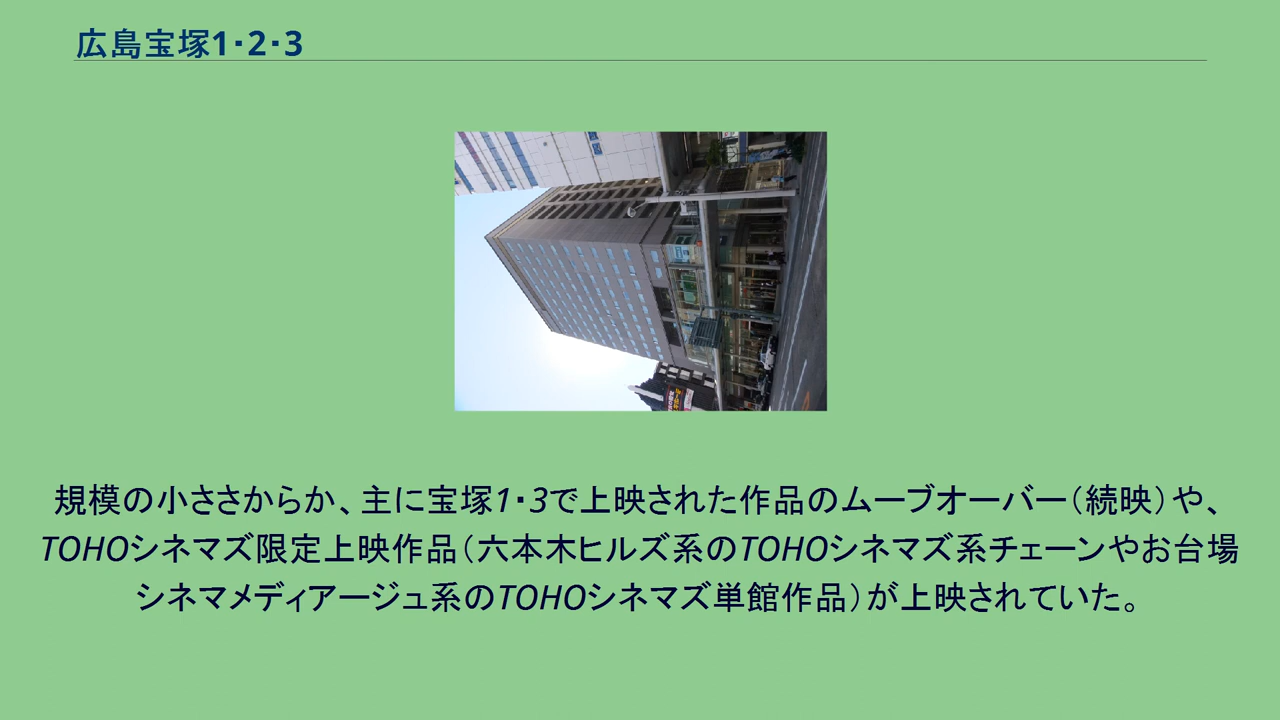 広島宝塚1・2・3
規模の小ささからか、主に宝塚1・3で上映された作品のムーブオーバー（続映）や、
TOHOシネマズ限定上映作品（六本木ヒルズ系のTOHOシネマズ系チェーンやお台場
シネマメディアージュ系のTOHOシネマズ単館作品）が上映されていた。